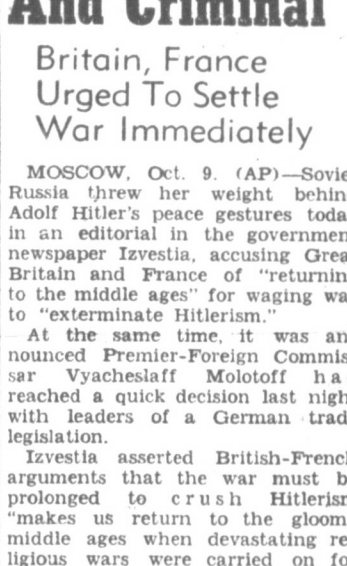 And Criminal
Britain, France
Urged To Settle
War Immediately
MOSCOW, Oct. 9. (AP)—Sovie
Russia threw her weight behin
Adolf Hitler's peace gestures toda
in an editorial in the governmen
newspaper Izvestia, accusing Grea
Britain and France of "returnin
to the middle ages" for waging wa
to "exterminate Hitlerism."
At the same time, it was an
nounced Premier-Foreign Commis
sar Vyacheslaff Molotoff ha
reached a quick decision last nigh
with leaders of a German trad
legislation.
Izvestia asserted British-Frenc
arguments that the war must b
prolonged to crush Hitleris
"makes us return to the gloom
middle ages when devastating re
ligious wars were carried on fo